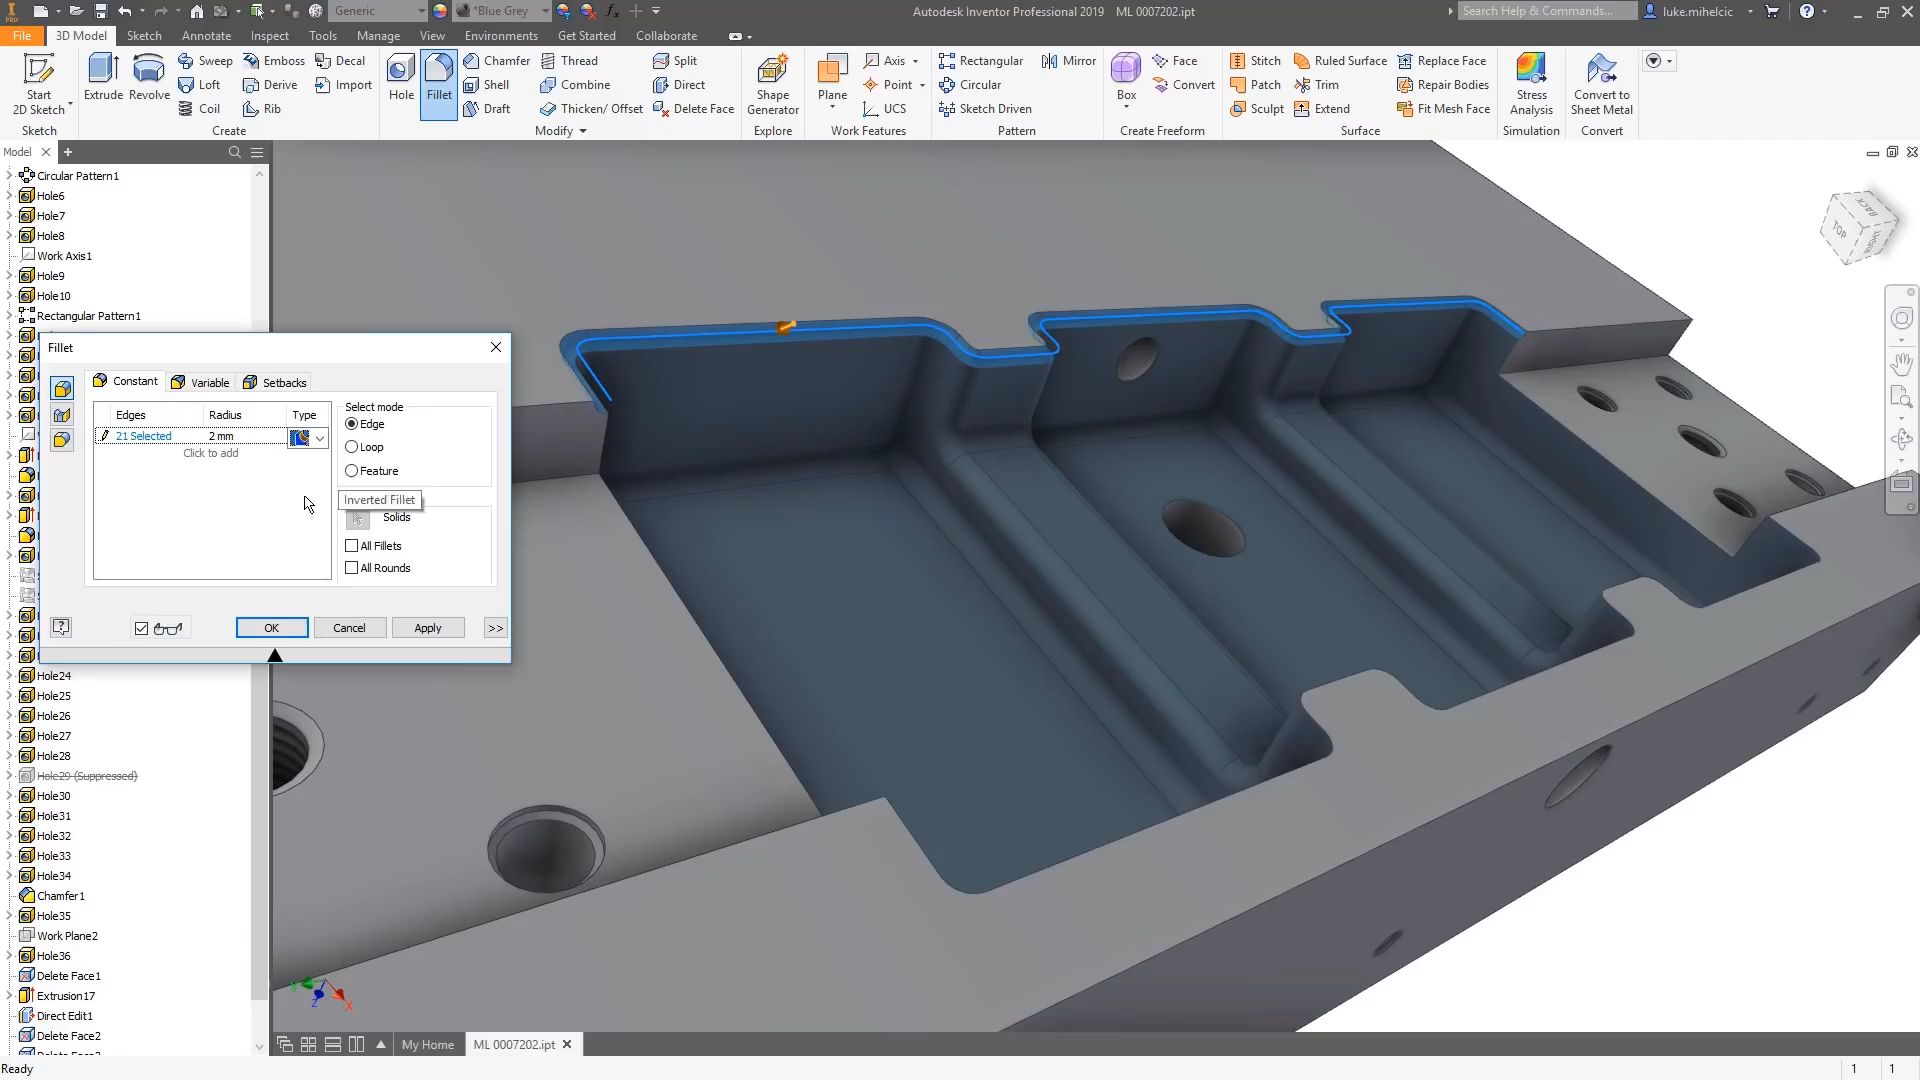 PRO
Generic
*Blue Grey
fx
Autodesk Inventor Professional 2019 ML 0007202.ipt
Search Help & Commands...
luke.mihelcic
File
3D Model
Sketch
Annotate
Inspect
Tools
Manage
View
Environments
Get Started
Collaborate
Start
2D Sketch
Sketch
Extrude
Revolve
Sweep
Loft
Coil
Emboss
Derive
Rib
Decal
Import
Create
Hole
Fillet
Chamfer
Shell
Draft
Thread
Combine
Thicken/ Offset
Split
Direct
Delete Face
Modify
Shape
Generator
Explore
Plane
Axis
Point
UCS
Work Features
Rectangular
Circular
Sketch Driven
Mirror
Pattern
Box
Face
Convert
Create Freeform
Stitch
Patch
Sculpt
Ruled Surface
Trim
Extend
Replace Face
Repair Bodies
Fit Mesh Face
Surface
Stress
Analysis
Simulation
Convert to
Sheet Metal
Convert
Model
Circular Pattern1
Hole6
Hole7
Hole8
Work Axis1
Hole9
Hole10
Rectangular Pattern1
Fillet
Constant
Variable
Setbacks
Edges Radius Type
21 Selected 2 mm
Click to add
Select mode
Edge
Loop
Feature
Inverted Fillet
Solids
All Fillets
All Rounds
OK
Cancel
Apply
>>
Hole24
Hole25
Hole26
Hole27
Hole28
Hole29 (Suppressed)
Hole30
Hole31
Hole32
Hole33
Hole34
Chamfer1
Hole35
Work Plane2
Hole36
Delete Face1
Extrusion17
Direct Edit1
Delete Face2
TOP
BACK
Y
Z
X
My Home
ML 0007202.ipt
Ready
1 1